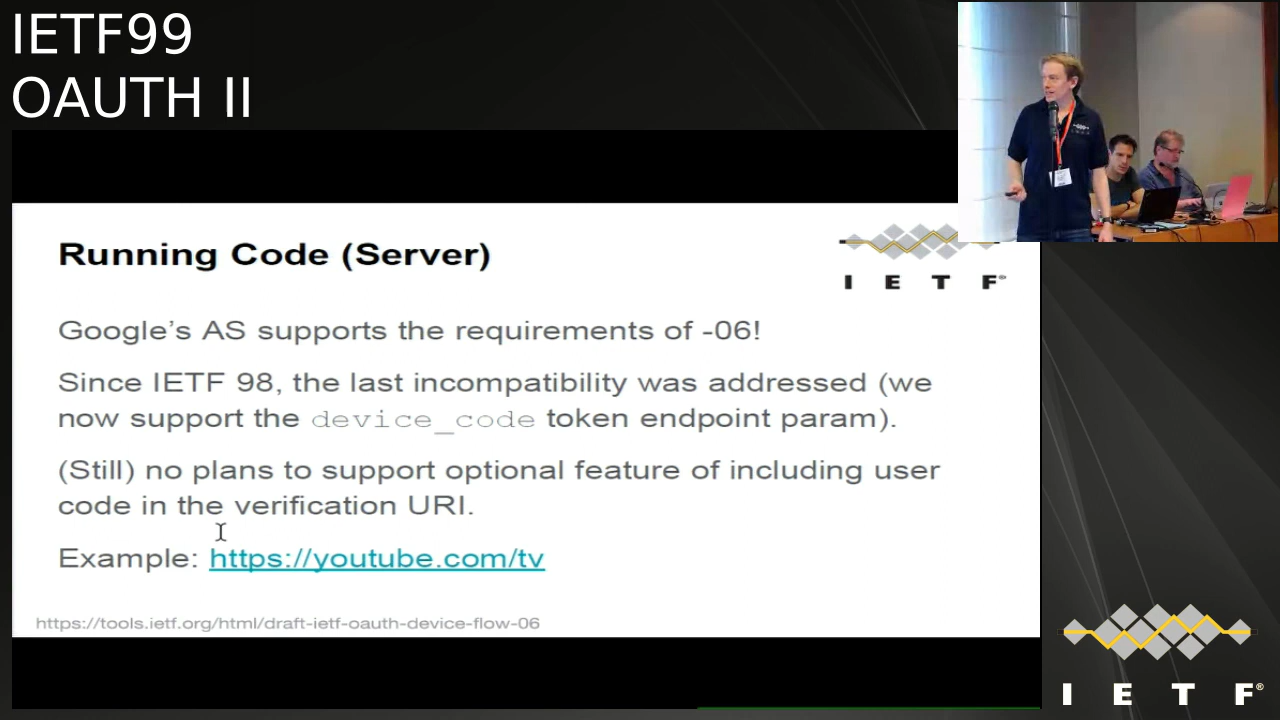 IETF99
OAUTH II
Running Code (Server)
I E T F®
Google's AS supports the requirements of -06!
Since IETF 98, the last incompatibility was addressed (we
now support the device_code token endpoint param).
(Still) no plans to support optional feature of including user
code in the verification URI.
Example: https://youtube.com/tv
https://tools.ietf.org/html/draft-ietf-oauth-device-flow-06
I E T F®